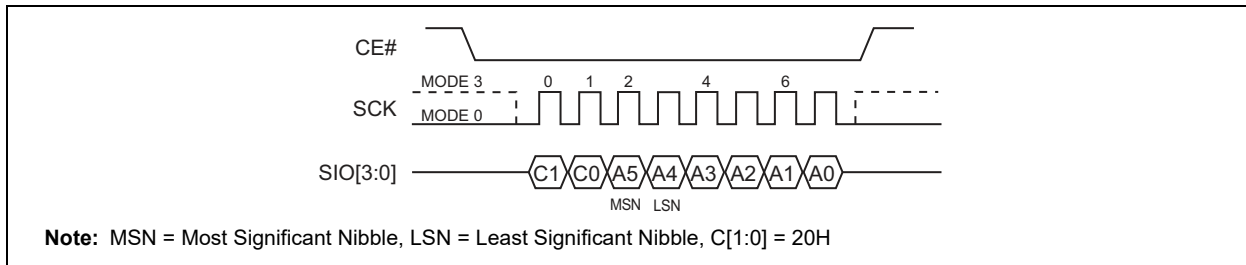 CE#
MODE 3 0 1 2 4 6
SCK
MODE 0
SIO[3:0] C1 C0 A5 A4 A3 A2 A1 A0
MSN LSN
Note: MSN = Most Significant Nibble, LSN = Least Significant Nibble, C[1:0] = 20H